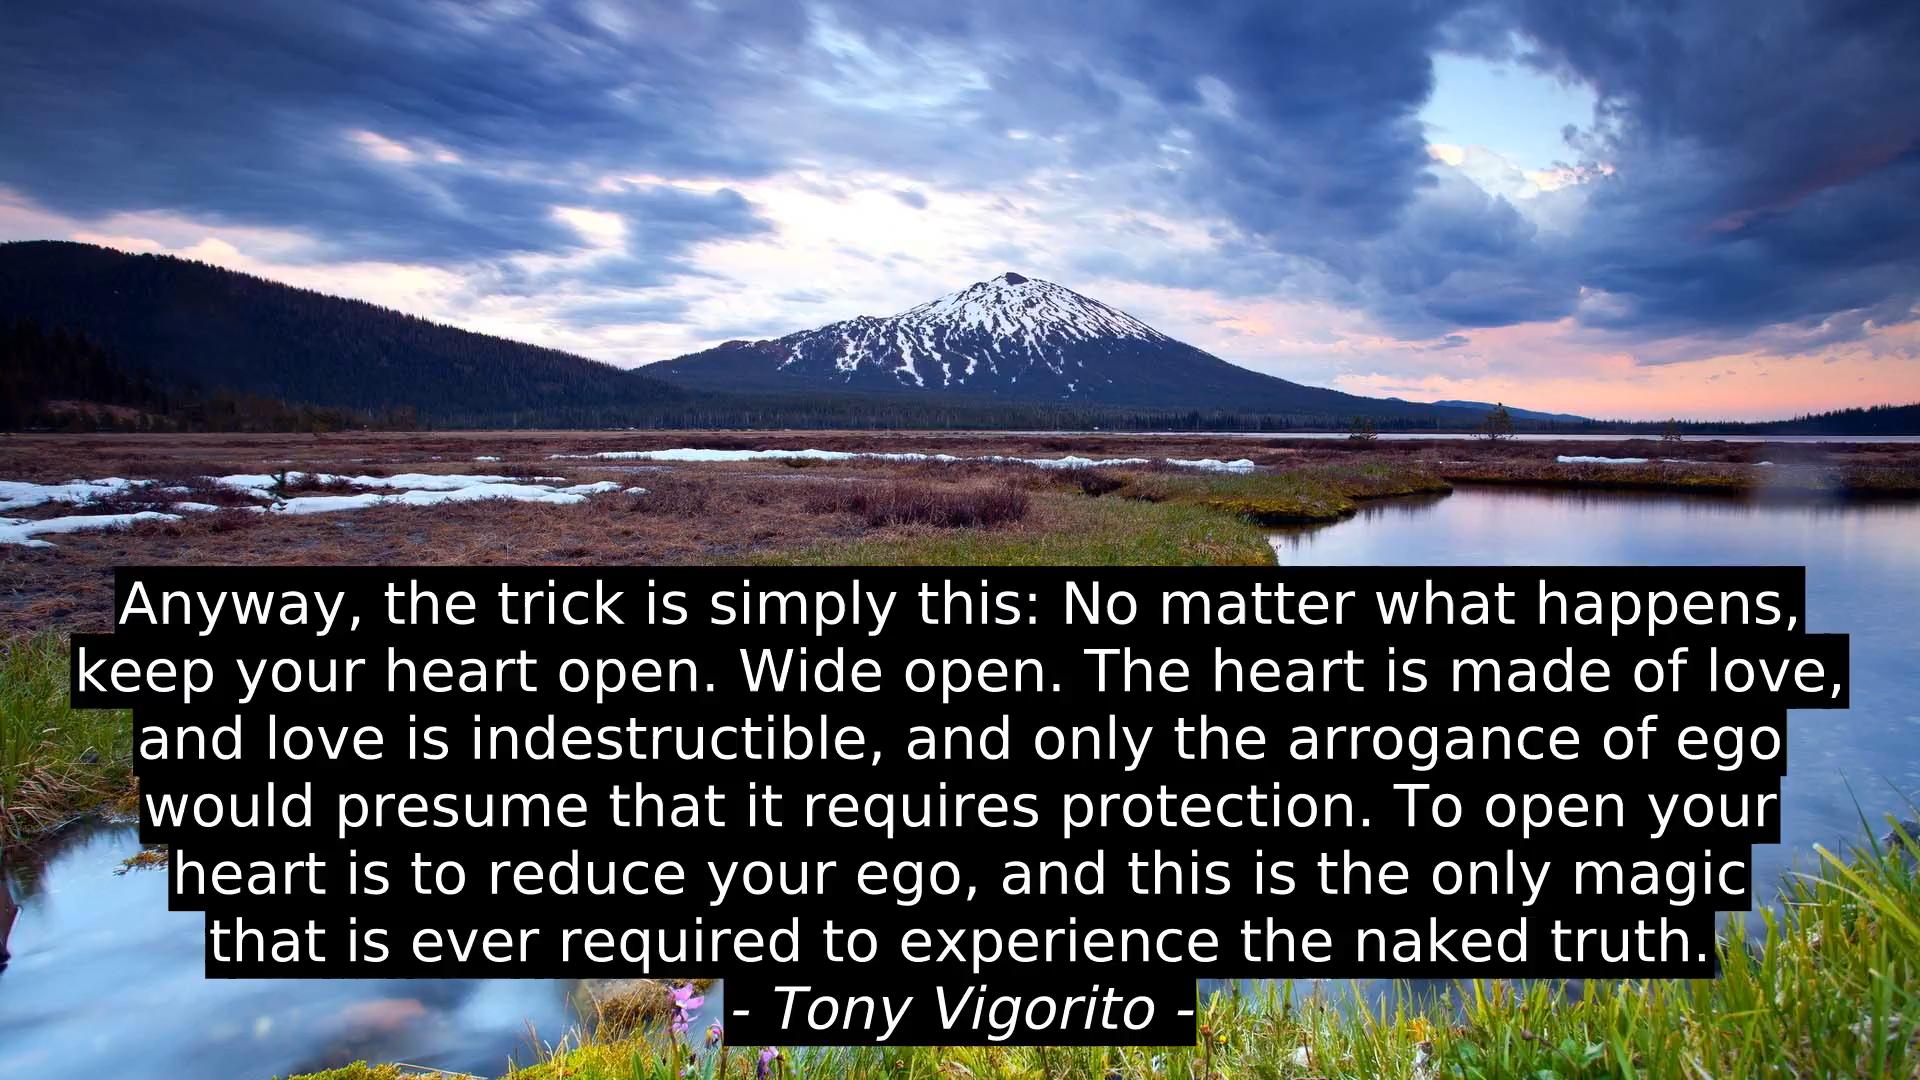 Anyway, the trick is simply this: No matter what happens,
keep your heart open. Wide open. The heart is made of love,
and love is indestructible, and only the arrogance of ego
would presume that it requires protection. To open your
heart is to reduce your ego, and this is the only magic
that is ever required to experience the naked truth.
- Tony Vigorito -